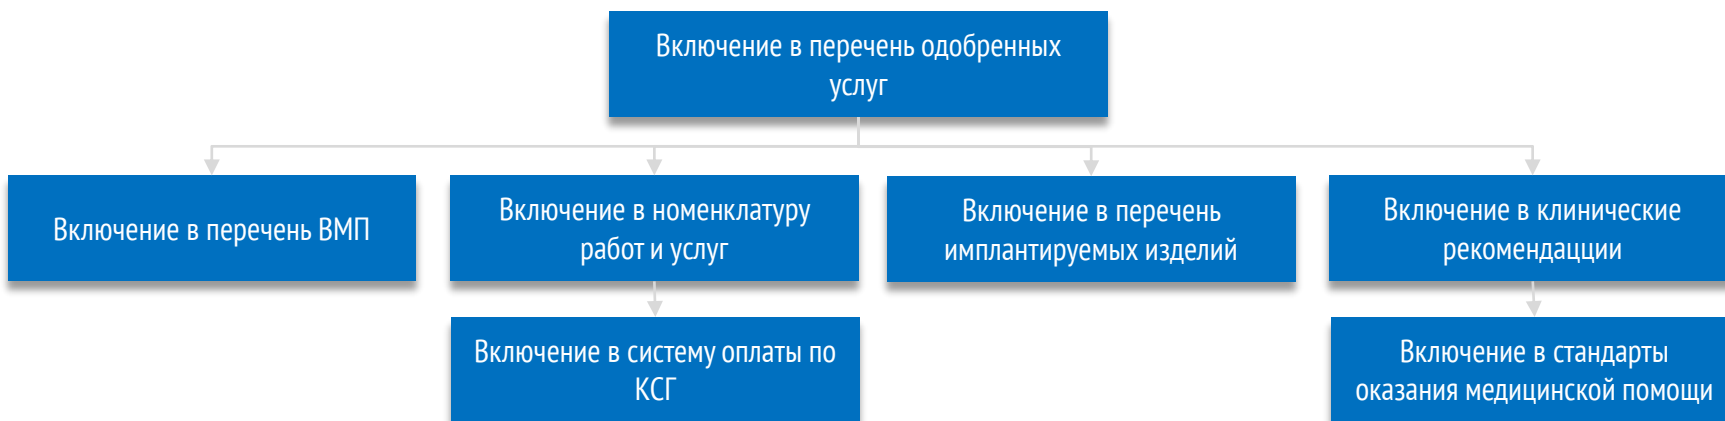 Включение в перечень одобренных
услуг
Включение в перечень ВМП
Включение в номенклатуру
работ и услуг
Включение в перечень
имплантируемых изделий
Включение в клинические
рекомендацции
Включение в систему оплаты по
КСГ
Включение в стандарты
оказания медицинской помощи